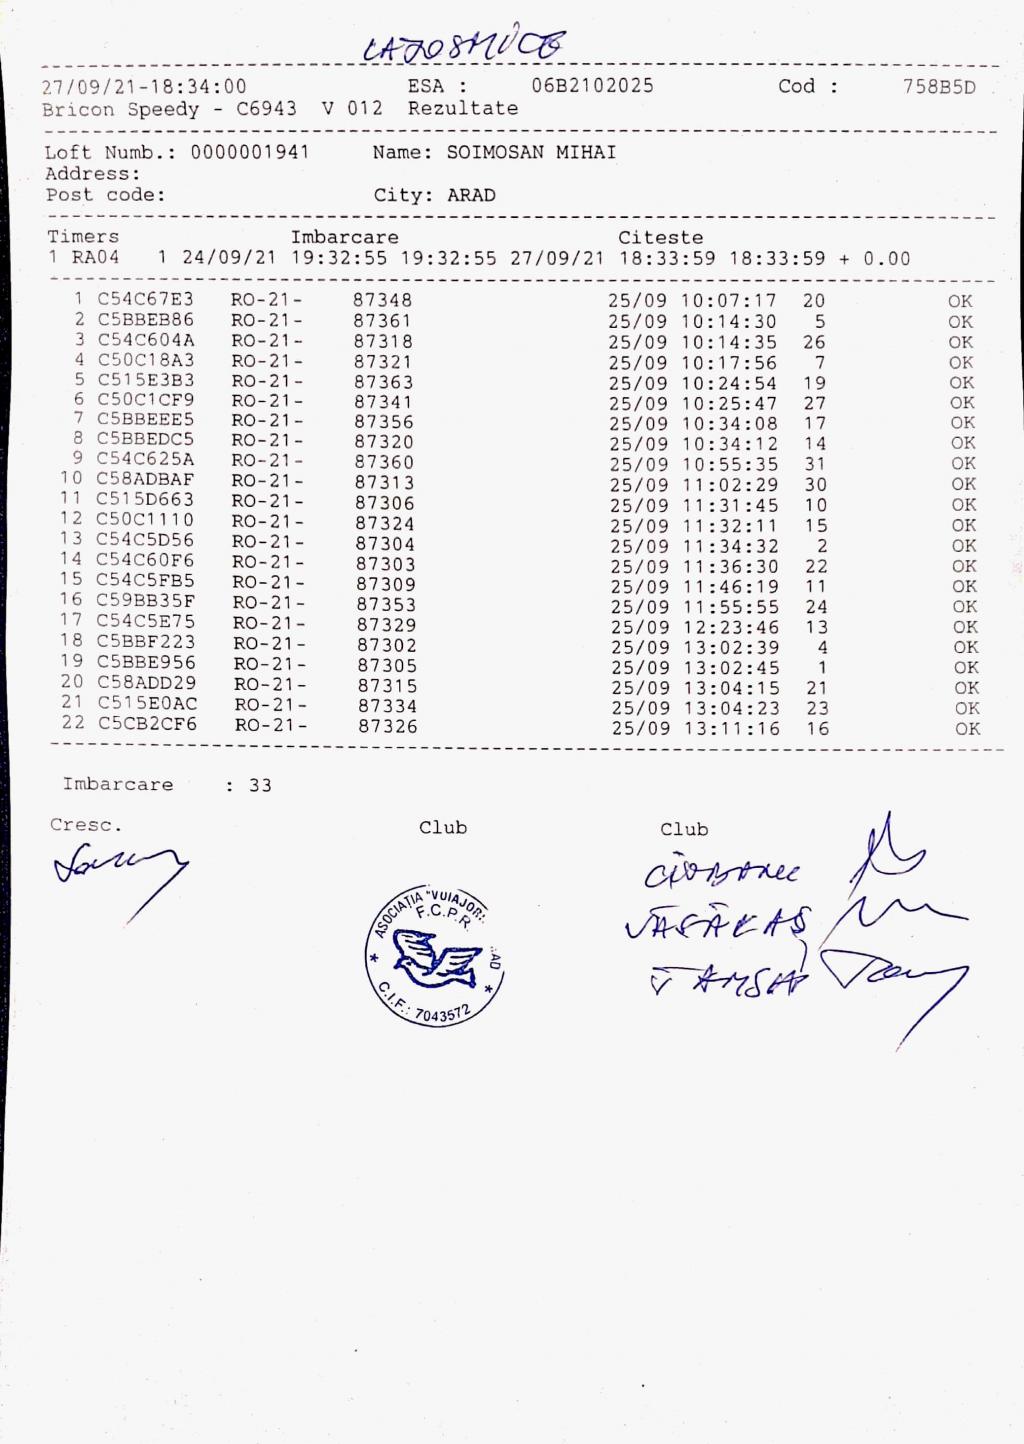 LAJOSMIZE
27/09/21-18:34:00 ESA : 06B2102025 Cod : 758B5D
Bricon Speedy - C6943 V 012 Rezultate
Loft Numb.: 0000001941 Name: SOIMOSAN MIHAI
Address:
Post code: City: ARAD
Timers Imbarcare Citeste
1 RA04 1 24/09/21 19:32:55 19:32:55 27/09/21 18:33:59 18:33:59 + 0.00
1 C54C67E3 RO-21- 87348 25/09 10:07:17 20 OK
2 C5BBEB86 RO-21- 87361 25/09 10:14:30 5 OK
3 C54C604A RO-21- 87318 25/09 10:14:35 26 OK
4 C50C18A3 RO-21- 87321 25/09 10:17:56 7 OK
5 C515E3B3 RO-21- 87363 25/09 10:24:54 19 OK
6 C50C1CF9 RO-21- 87341 25/09 10:25:47 27 OK
7 C5BBEEE5 RO-21- 87356 25/09 10:34:08 17 OK
8 C5BBEDC5 RO-21- 87320 25/09 10:34:12 14 OK
9 C54C625A RO-21- 87360 25/09 10:55:35 31 OK
10 C58ADBAF RO-21- 87313 25/09 11:02:29 30 OK
11 C515D663 RO-21- 87306 25/09 11:31:45 10 OK
12 C50C1110 RO-21- 87324 25/09 11:32:11 15 OK
13 C54C5D56 RO-21- 87304 25/09 11:34:32 2 OK
14 C54C60F6 RO-21- 87303 25/09 11:36:30 22 OK
15 C54C5FB5 RO-21- 87309 25/09 11:46:19 11 OK
16 C59BB35F RO-21- 87353 25/09 11:55:55 24 OK
17 C54C5E75 RO-21- 87329 25/09 12:23:46 13 OK
18 C5BBF223 RO-21- 87302 25/09 13:02:39 4 OK
19 C5BBE956 RO-21- 87305 25/09 13:02:45 1 OK
20 C58ADD29 RO-21- 87315 25/09 13:04:15 21 OK
21 C515E0AC RO-21- 87334 25/09 13:04:23 23 OK
22 C5CB2CF6 RO-21- 87326 25/09 13:11:16 16 OK
Imbarcare : 33
Cresc. Club Club
ASOCIAŢIA "VUIAJOR
F.C.P.R.
C.I.F.: 7043572